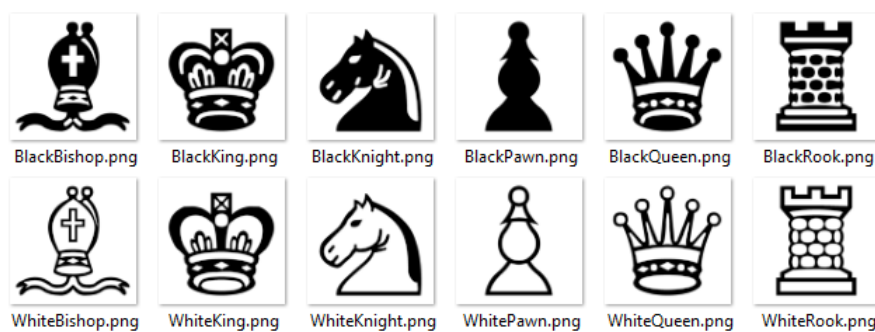 BlackBishop.png BlackKing.png BlackKnight.png BlackPawn.png BlackQueen.png BlackRook.png
WhiteBishop.png WhiteKing.png WhiteKnight.png WhitePawn.png WhiteQueen.png WhiteRook.png